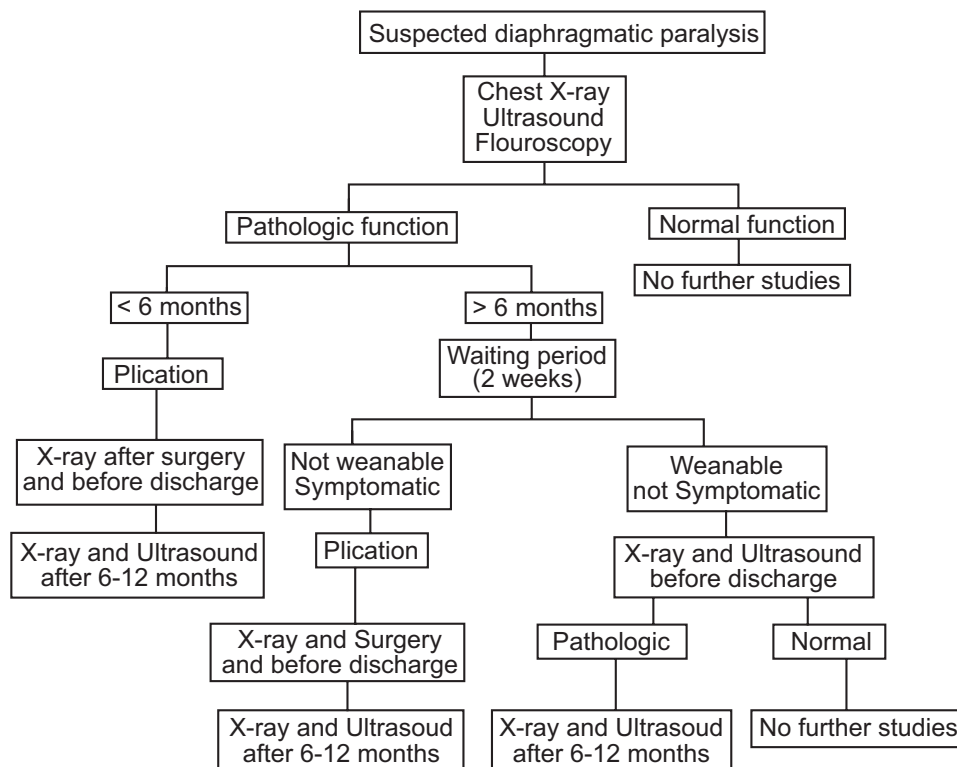 Suspected diaphragmatic paralysis
Chest X-ray
Ultrasound
Flouroscopy
Pathologic function
Normal function
No further studies
< 6 months
> 6 months
Plication
Waiting period
(2 weeks)
X-ray after surgery
and before discharge
Not weanable
Symptomatic
Weanable
not Symptomatic
X-ray and Ultrasound
after 6-12 months
Plication
X-ray and Ultrasound
before discharge
X-ray and Surgery
and before discharge
Pathologic
Normal
X-ray and Ultrasoud
after 6-12 months
X-ray and Ultrasoud
after 6-12 months
No further studies